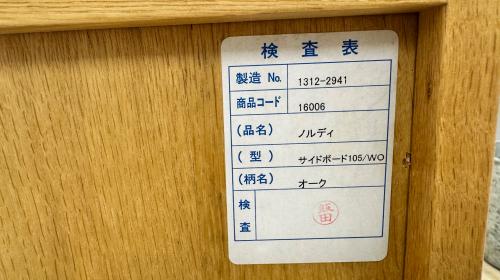 検査表
製造 No. 1312-2941
商品コード 16006
(品名) ノルディ
(型) サイドボード105/WO
(柄名) オーク
検査
田